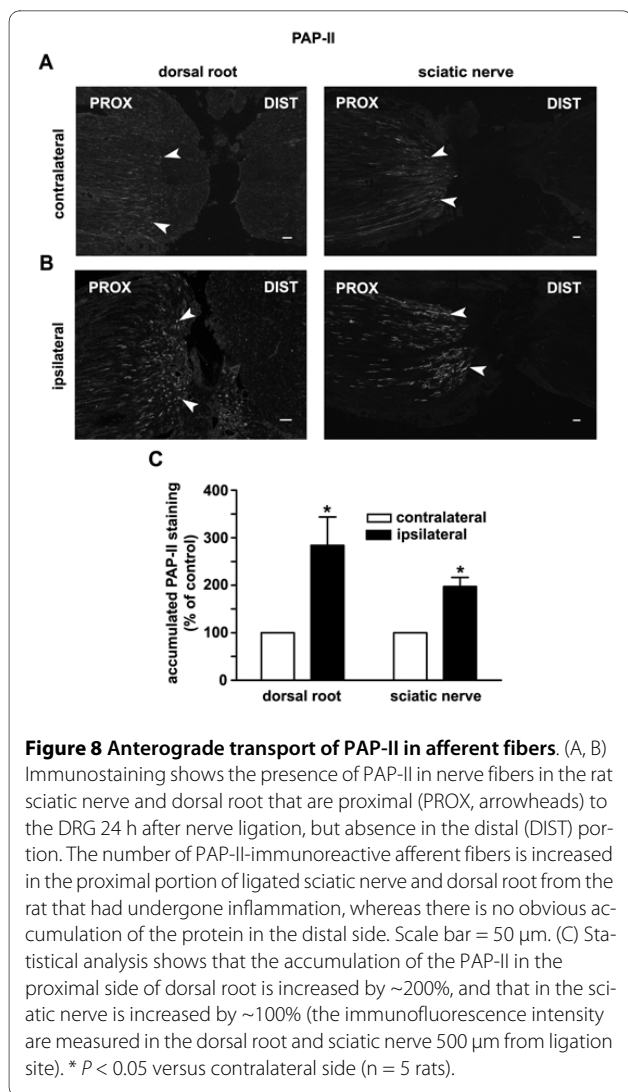 PAP-II
A
dorsal root
sciatic nerve
contralateral
PROX
DIST
PROX
DIST
B
ipsilateral
PROX
DIST
PROX
DIST
C
accumulated PAP-II staining
(% of control)
400
300
200
100
0
*
*
contralateral
ipsilateral
dorsal root
sciatic nerve
Figure 8 Anterograde transport of PAP-II in afferent fibers. (A, B)
Immunostaining shows the presence of PAP-II in nerve fibers in the rat
sciatic nerve and dorsal root that are proximal (PROX, arrowheads) to
the DRG 24 h after nerve ligation, but absence in the distal (DIST) por-
tion. The number of PAP-II-immunoreactive afferent fibers is increased
in the proximal portion of ligated sciatic nerve and dorsal root from the
rat that had undergone inflammation, whereas there is no obvious ac-
cumulation of the protein in the distal side. Scale bar = 50 μm. (C) Sta-
tistical analysis shows that the accumulation of the PAP-II in the
proximal side of dorsal root is increased by ~200%, and that in the sci-
atic nerve is increased by ~100% (the immunofluorescence intensity
are measured in the dorsal root and sciatic nerve 500 μm from ligation
site). * P < 0.05 versus contralateral side (n = 5 rats).